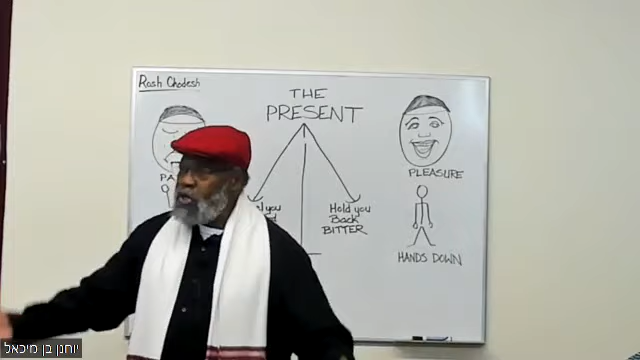 Rosh Chodesh
THE
PRESENT
PLEASURE
Hold you
Back
BITTER
HANDS DOWN
יוחנן בן מיכאל